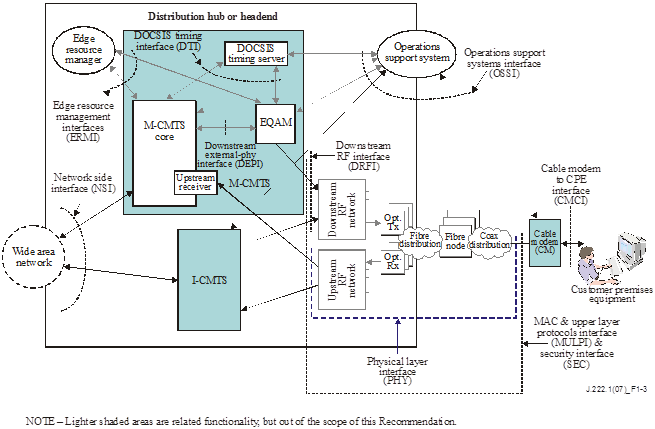 Distribution hub or headend
Edge
resource
manager
DOCSIS timing
interface (DTI)
DOCSIS
timing server
Operations
support system
Operations support
systems interface
(OSSI)
Edge resource
management
interfaces
(ERMI)
M-CMTS
core
EQAM
Downstream
external-phy
interface (DEPI)
Upstream
receiver
M-CMTS
Downstream
RF interface
(DRFI)
Network side
interface (NSI)
Wide area
network
I-CMTS
Downstream
RF
network
Upstream
RF
network
Opt.
Tx
Opt.
Rx
Fibre
distribution
Fibre
node
Coax
distribution
Cable modem
to CPE
interface
(CMCI)
Cable
modem
(CM)
Customer premises
equipment
MAC & upper layer
protocols interface
(MULPI) &
security interface
(SEC)
Physical layer
interface
(PHY)
J.222.1(07)_F1-3
NOTE – Lighter shaded areas are related functionality, but out of the scope of this Recommendation.